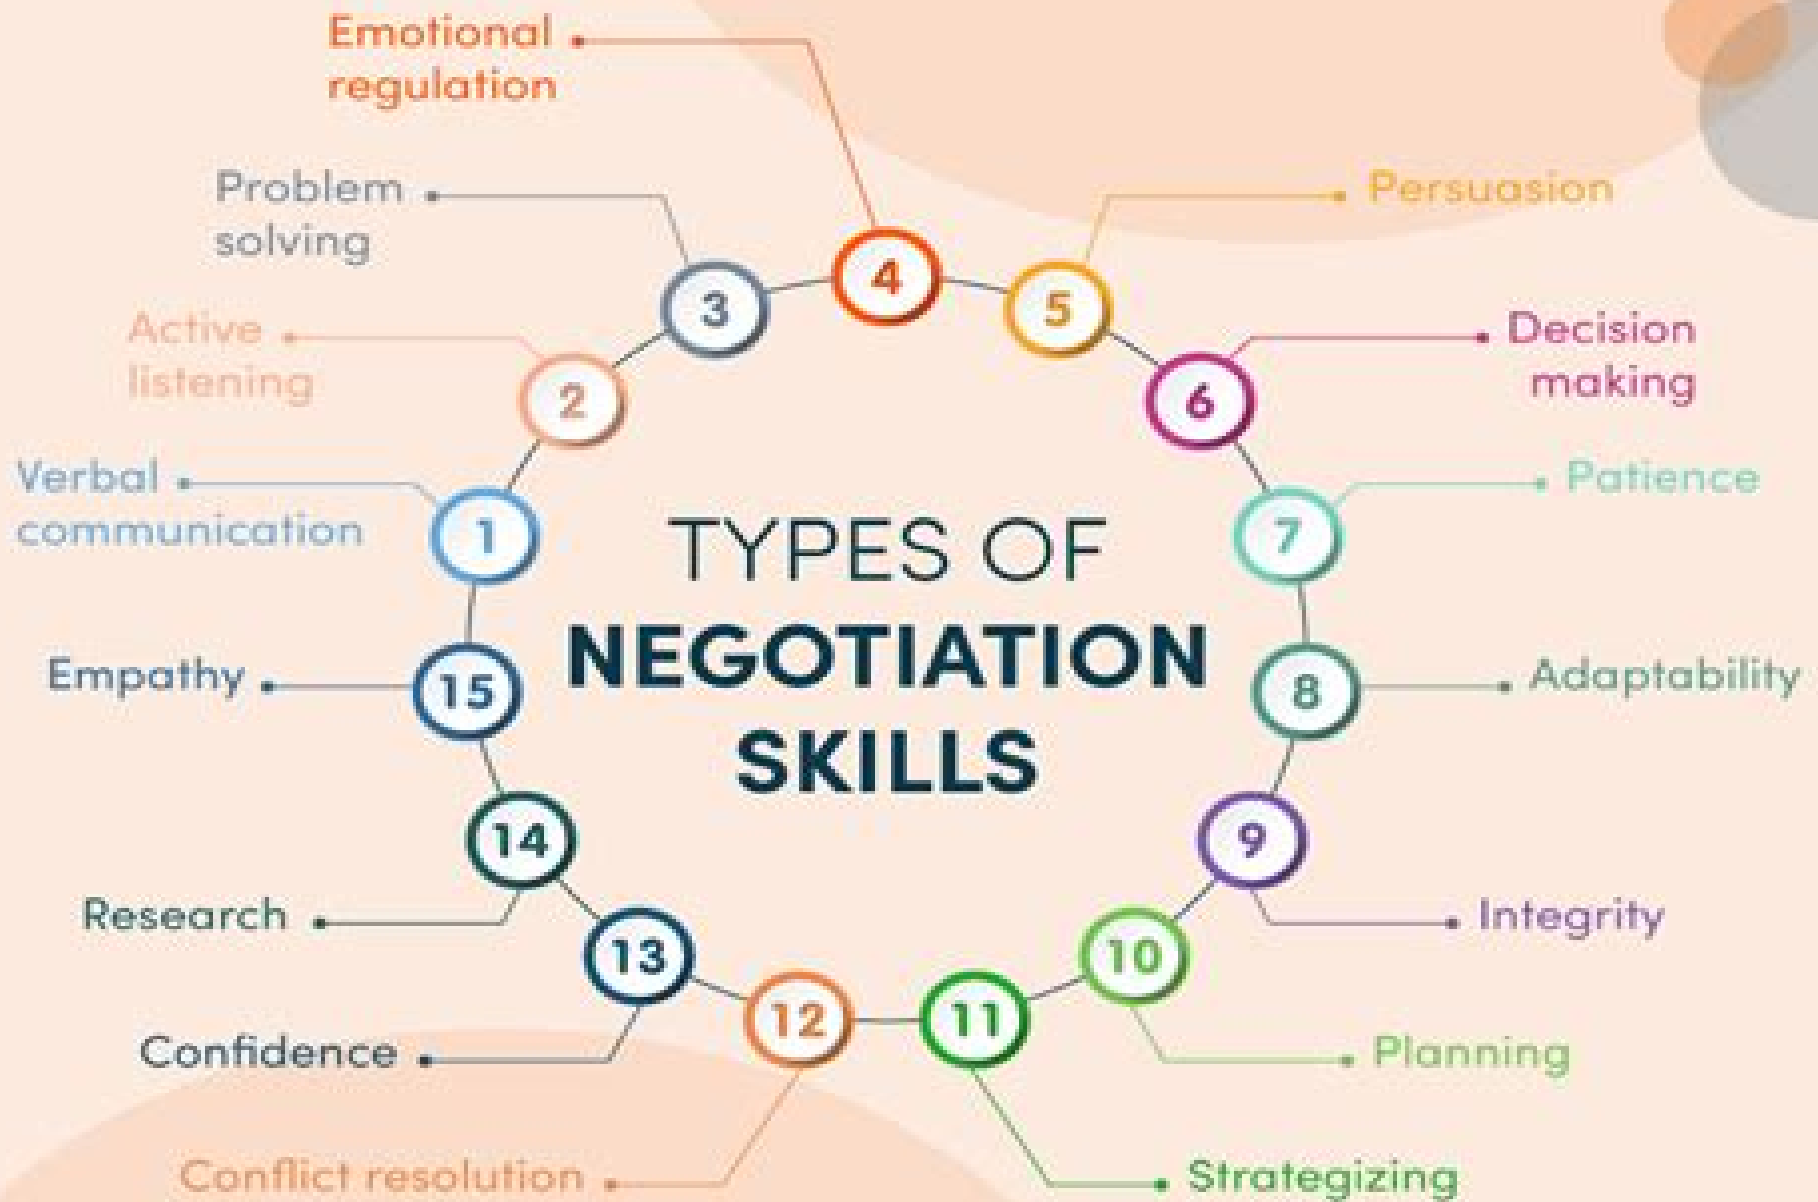 TYPES OF
NEGOTIATION
SKILLS
1
Verbal
communication
2
Active
listening
3
Problem
solving
4
Emotional
regulation
5
Persuasion
6
Decision
making
7
Patience
8
Adaptability
9
Integrity
10
Planning
11
Strategizing
12
Conflict resolution
13
Confidence
14
Research
15
Empathy